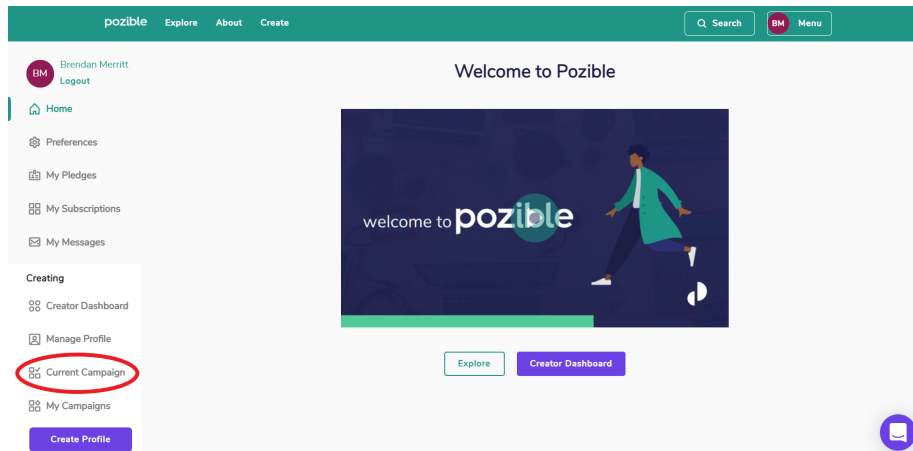 pozible Explore About Create Search BM Menu
BM Brendan Merritt
Logout
Home
Preferences
My Pledges
My Subscriptions
My Messages
Creating
Creator Dashboard
Manage Profile
Current Campaign
My Campaigns
Create Profile
Welcome to Pozible
welcome to pozible
Explore Creator Dashboard